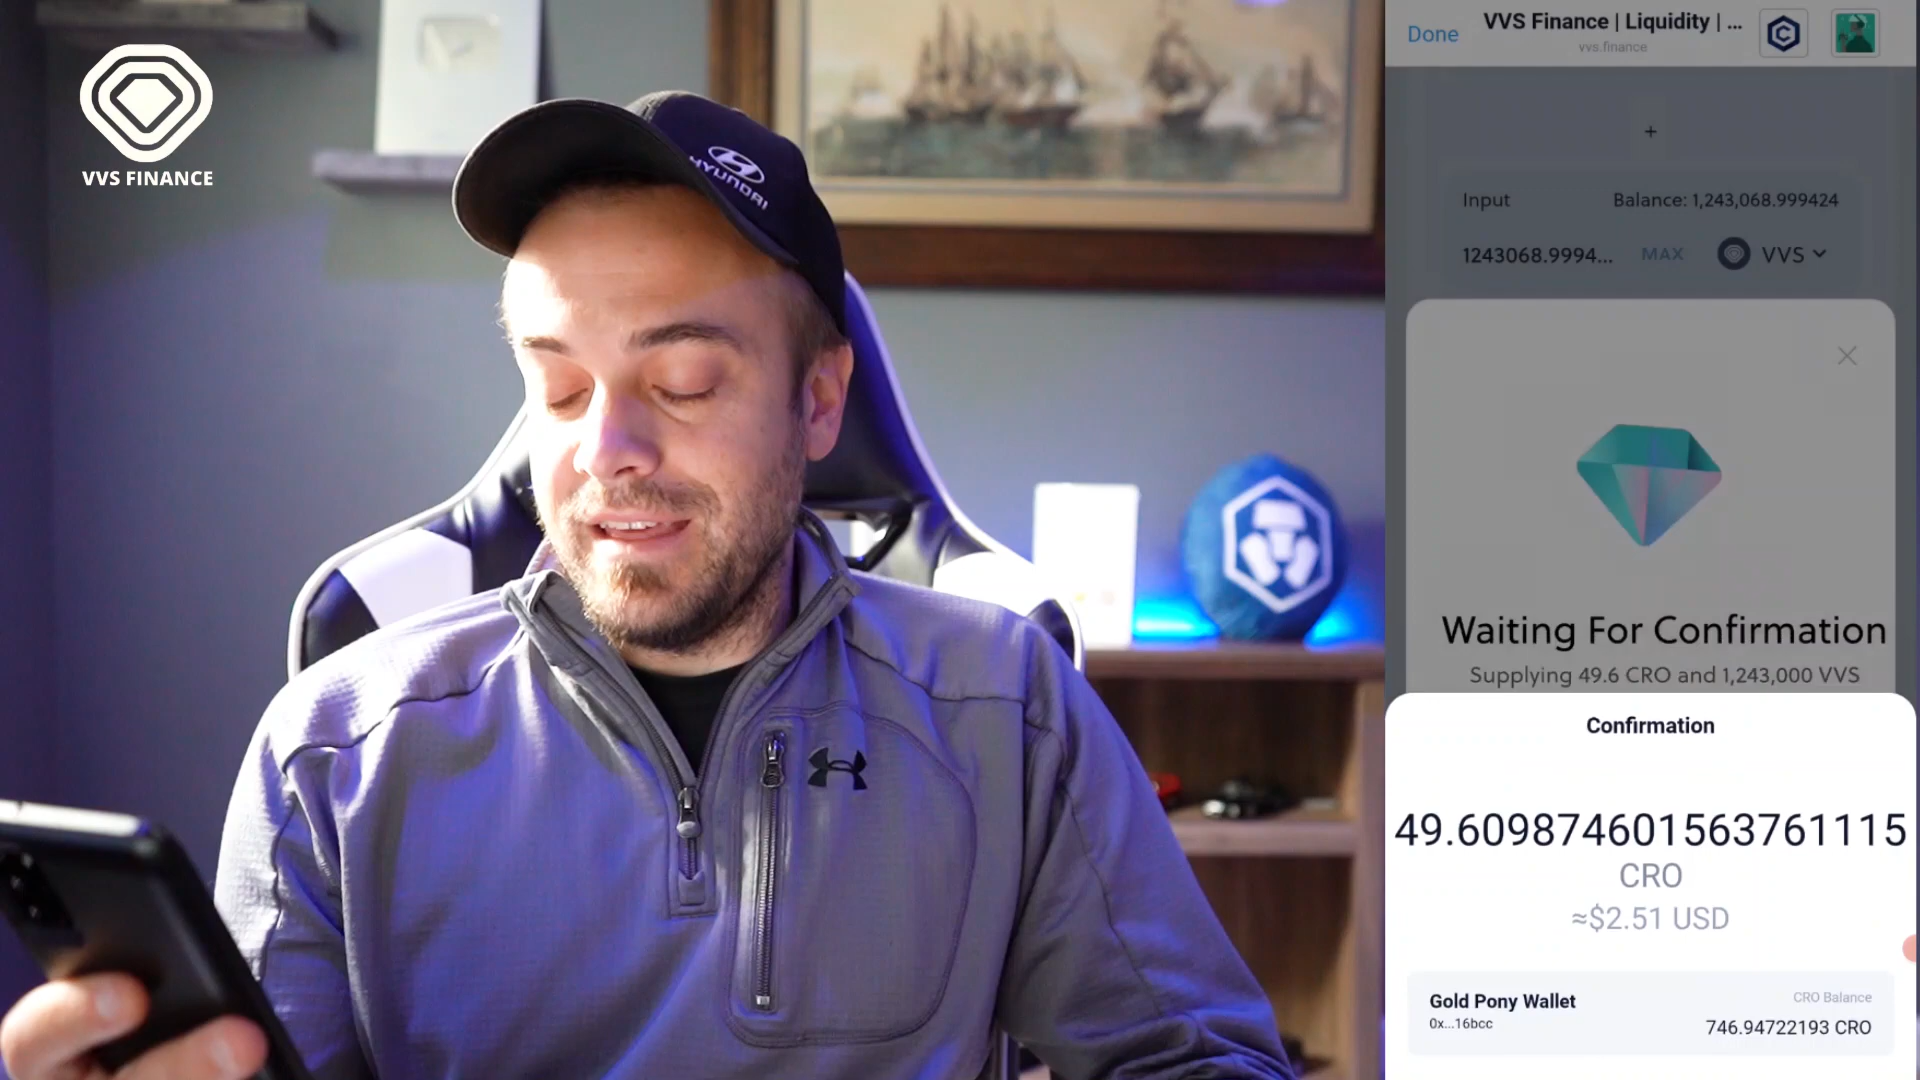 VVS FINANCE
HYUNDAI
Done
VVS Finance | Liquidity | ...
vvs.finance
+
Input
Balance: 1,243,068.999424
1243068.9994...
MAX
VVS
Waiting For Confirmation
Supplying 49.6 CRO and 1,243,000 VVS
Confirmation
49.609874601563761115
CRO
≈$2.51 USD
Gold Pony Wallet
CRO Balance
0x...16bcc
746.94722193 CRO